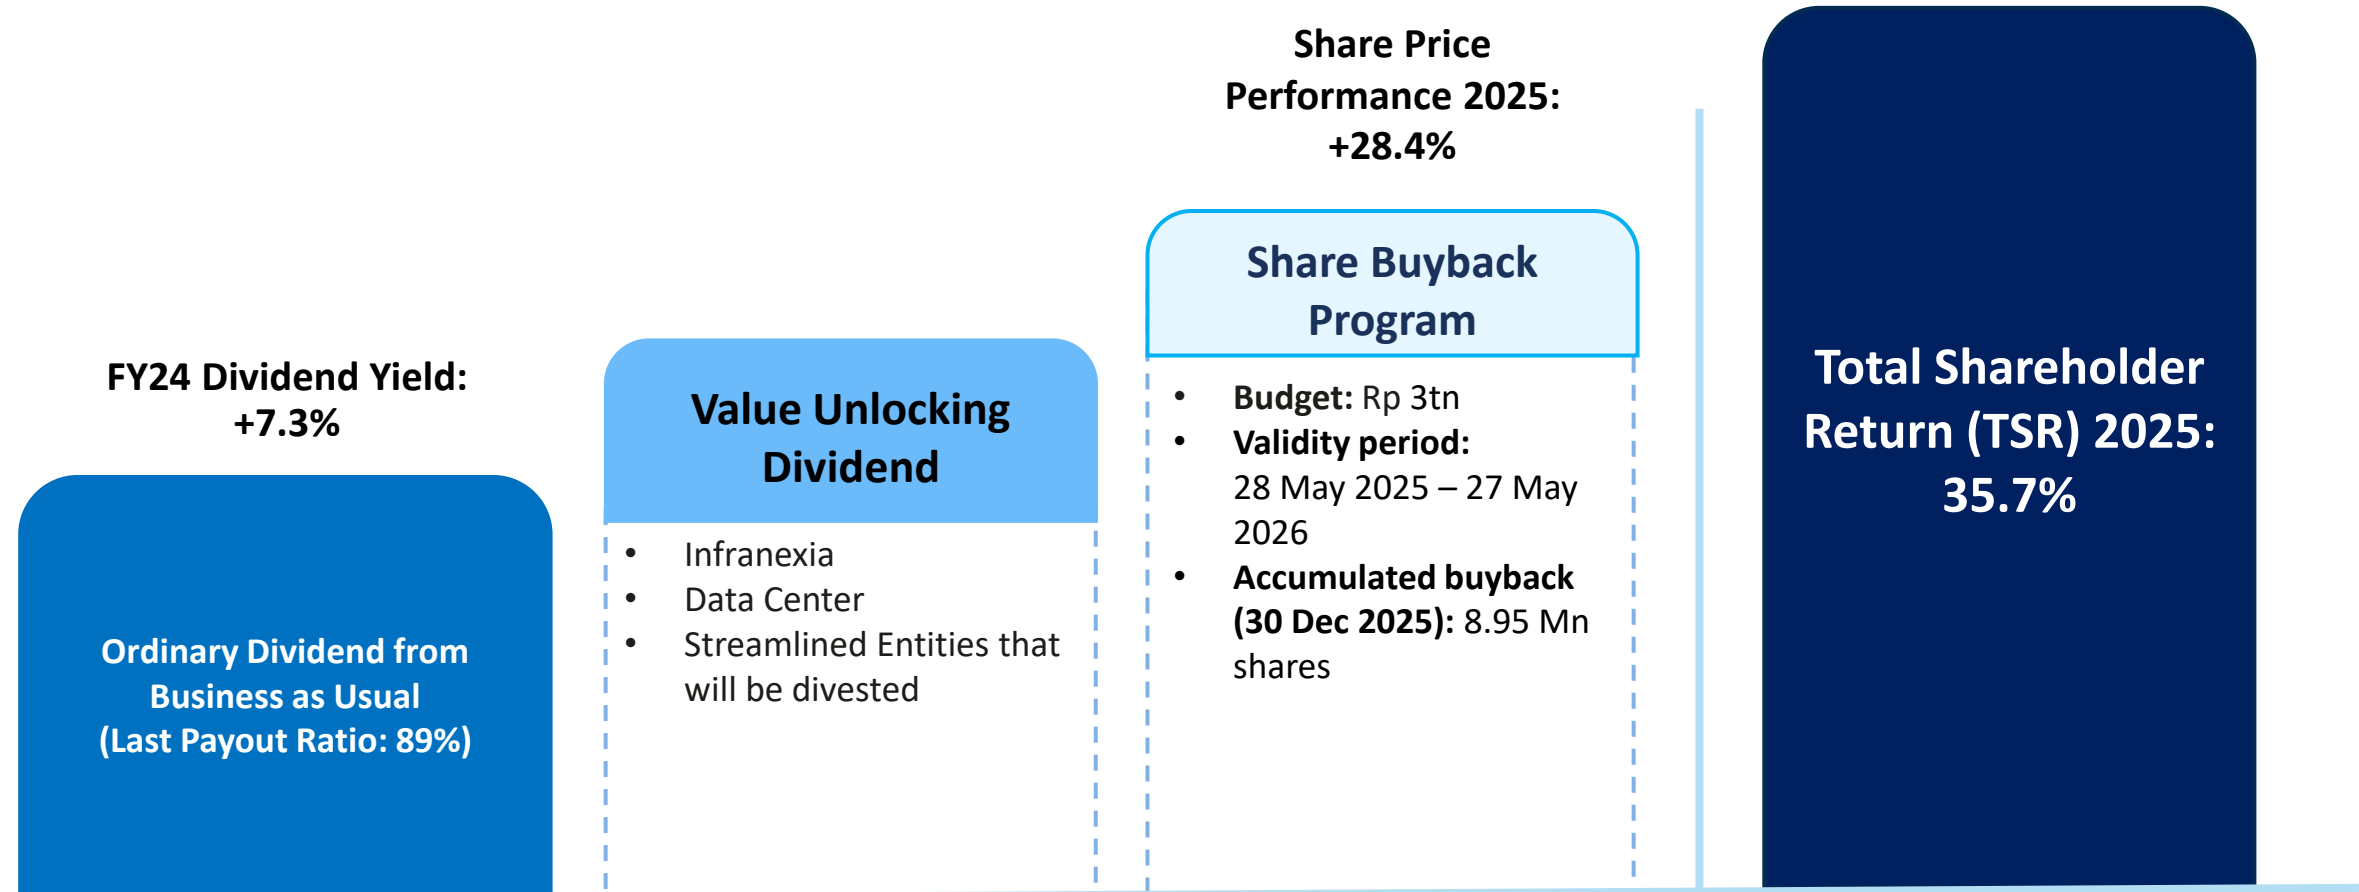 FY24 Dividend Yield:
+7.3%
Ordinary Dividend from
Business as Usual
(Last Payout Ratio: 89%)
Value Unlocking
Dividend
• Infranexia
• Data Center
• Streamlined Entities that
will be divested
Share Price
Performance 2025:
+28.4%
Share Buyback
Program
• Budget: Rp 3tn
• Validity period:
28 May 2025 – 27 May
2026
• Accumulated buyback
(30 Dec 2025): 8.95 Mn
shares
Total Shareholder
Return (TSR) 2025:
35.7%